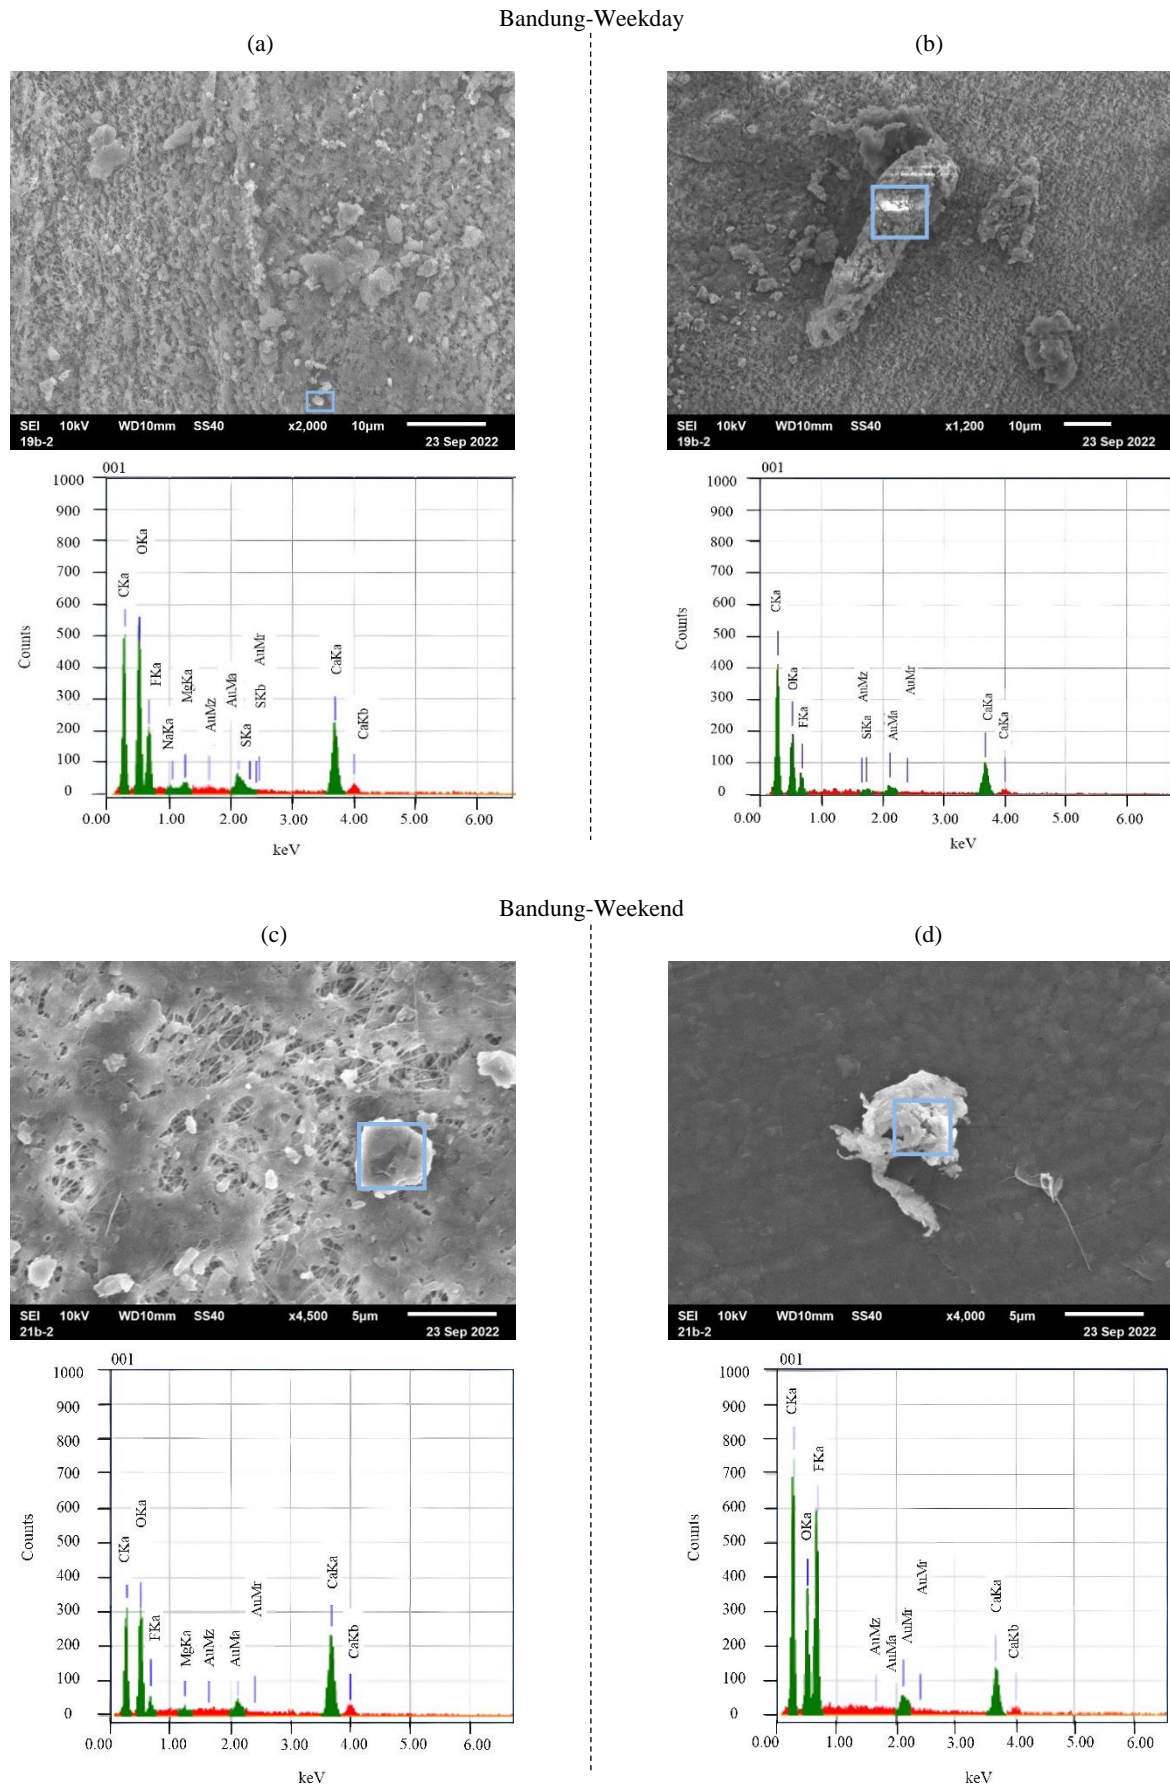 Bandung-Weekday
(a)
(b)
SEI 10kV WD10mm SS40 x2,000 10µm
19b-2 23 Sep 2022
SEI 10kV WD10mm SS40 x1,200 10µm
19b-2 23 Sep 2022
001
1000
900
800
700
600
500
400
300
200
100
0
Counts
CKa
OKa
FKa
NaKa
MgKa
AuMz
AuMa
SKa
SKb
AuMr
CaKa
CaKb
0.00 1.00 2.00 3.00 4.00 5.00 6.00
keV
001
1000
900
800
700
600
500
400
300
200
100
0
Counts
CKa
OKa
FKa
SiKa
AuMz
AuMa
AuMr
CaKa
CaKa
0.00 1.00 2.00 3.00 4.00 5.00 6.00
keV
Bandung-Weekend
(c)
(d)
SEI 10kV WD10mm SS40 x4,500 5µm
21b-2 23 Sep 2022
SEI 10kV WD10mm SS40 x4,000 5µm
21b-2 23 Sep 2022
001
1000
900
800
700
600
500
400
300
200
100
0
Counts
CKa
OKa
FKa
MgKa
AuMz
AuMa
AuMr
CaKa
CaKb
0.00 1.00 2.00 3.00 4.00 5.00 6.00
keV
001
1000
900
800
700
600
500
400
300
200
100
0
Counts
CKa
OKa
FKa
AuMz
AuMa
AuMr
AuMr
CaKa
CaKb
0.00 1.00 2.00 3.00 4.00 5.00 6.00
keV